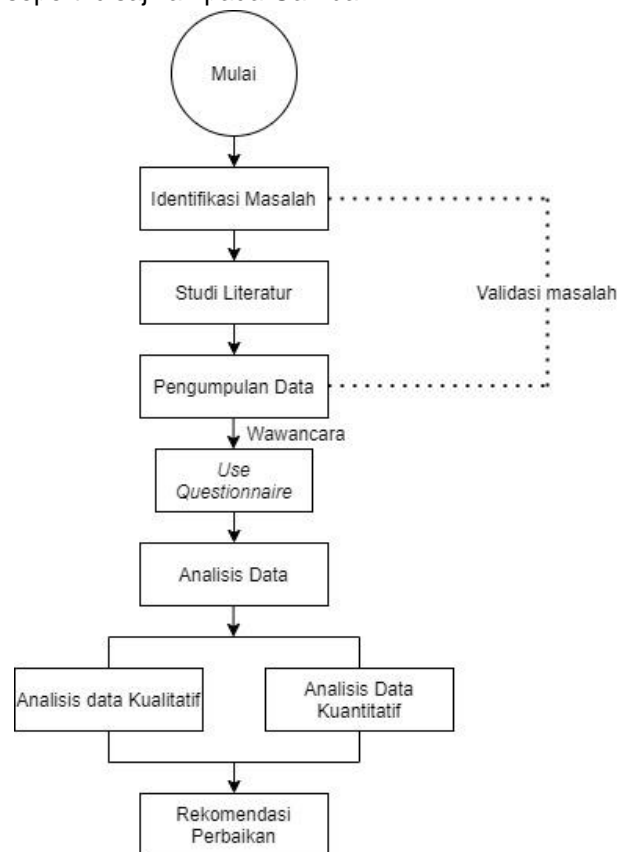 Mulai
Identifikasi Masalah
Studi Literatur
Validasi masalah
Pengumpulan Data
Wawancara
Use
Questionnaire
Analisis Data
Analisis data Kualitatif
Analisis Data
Kuantitatif
Rekomendasi
Perbaikan